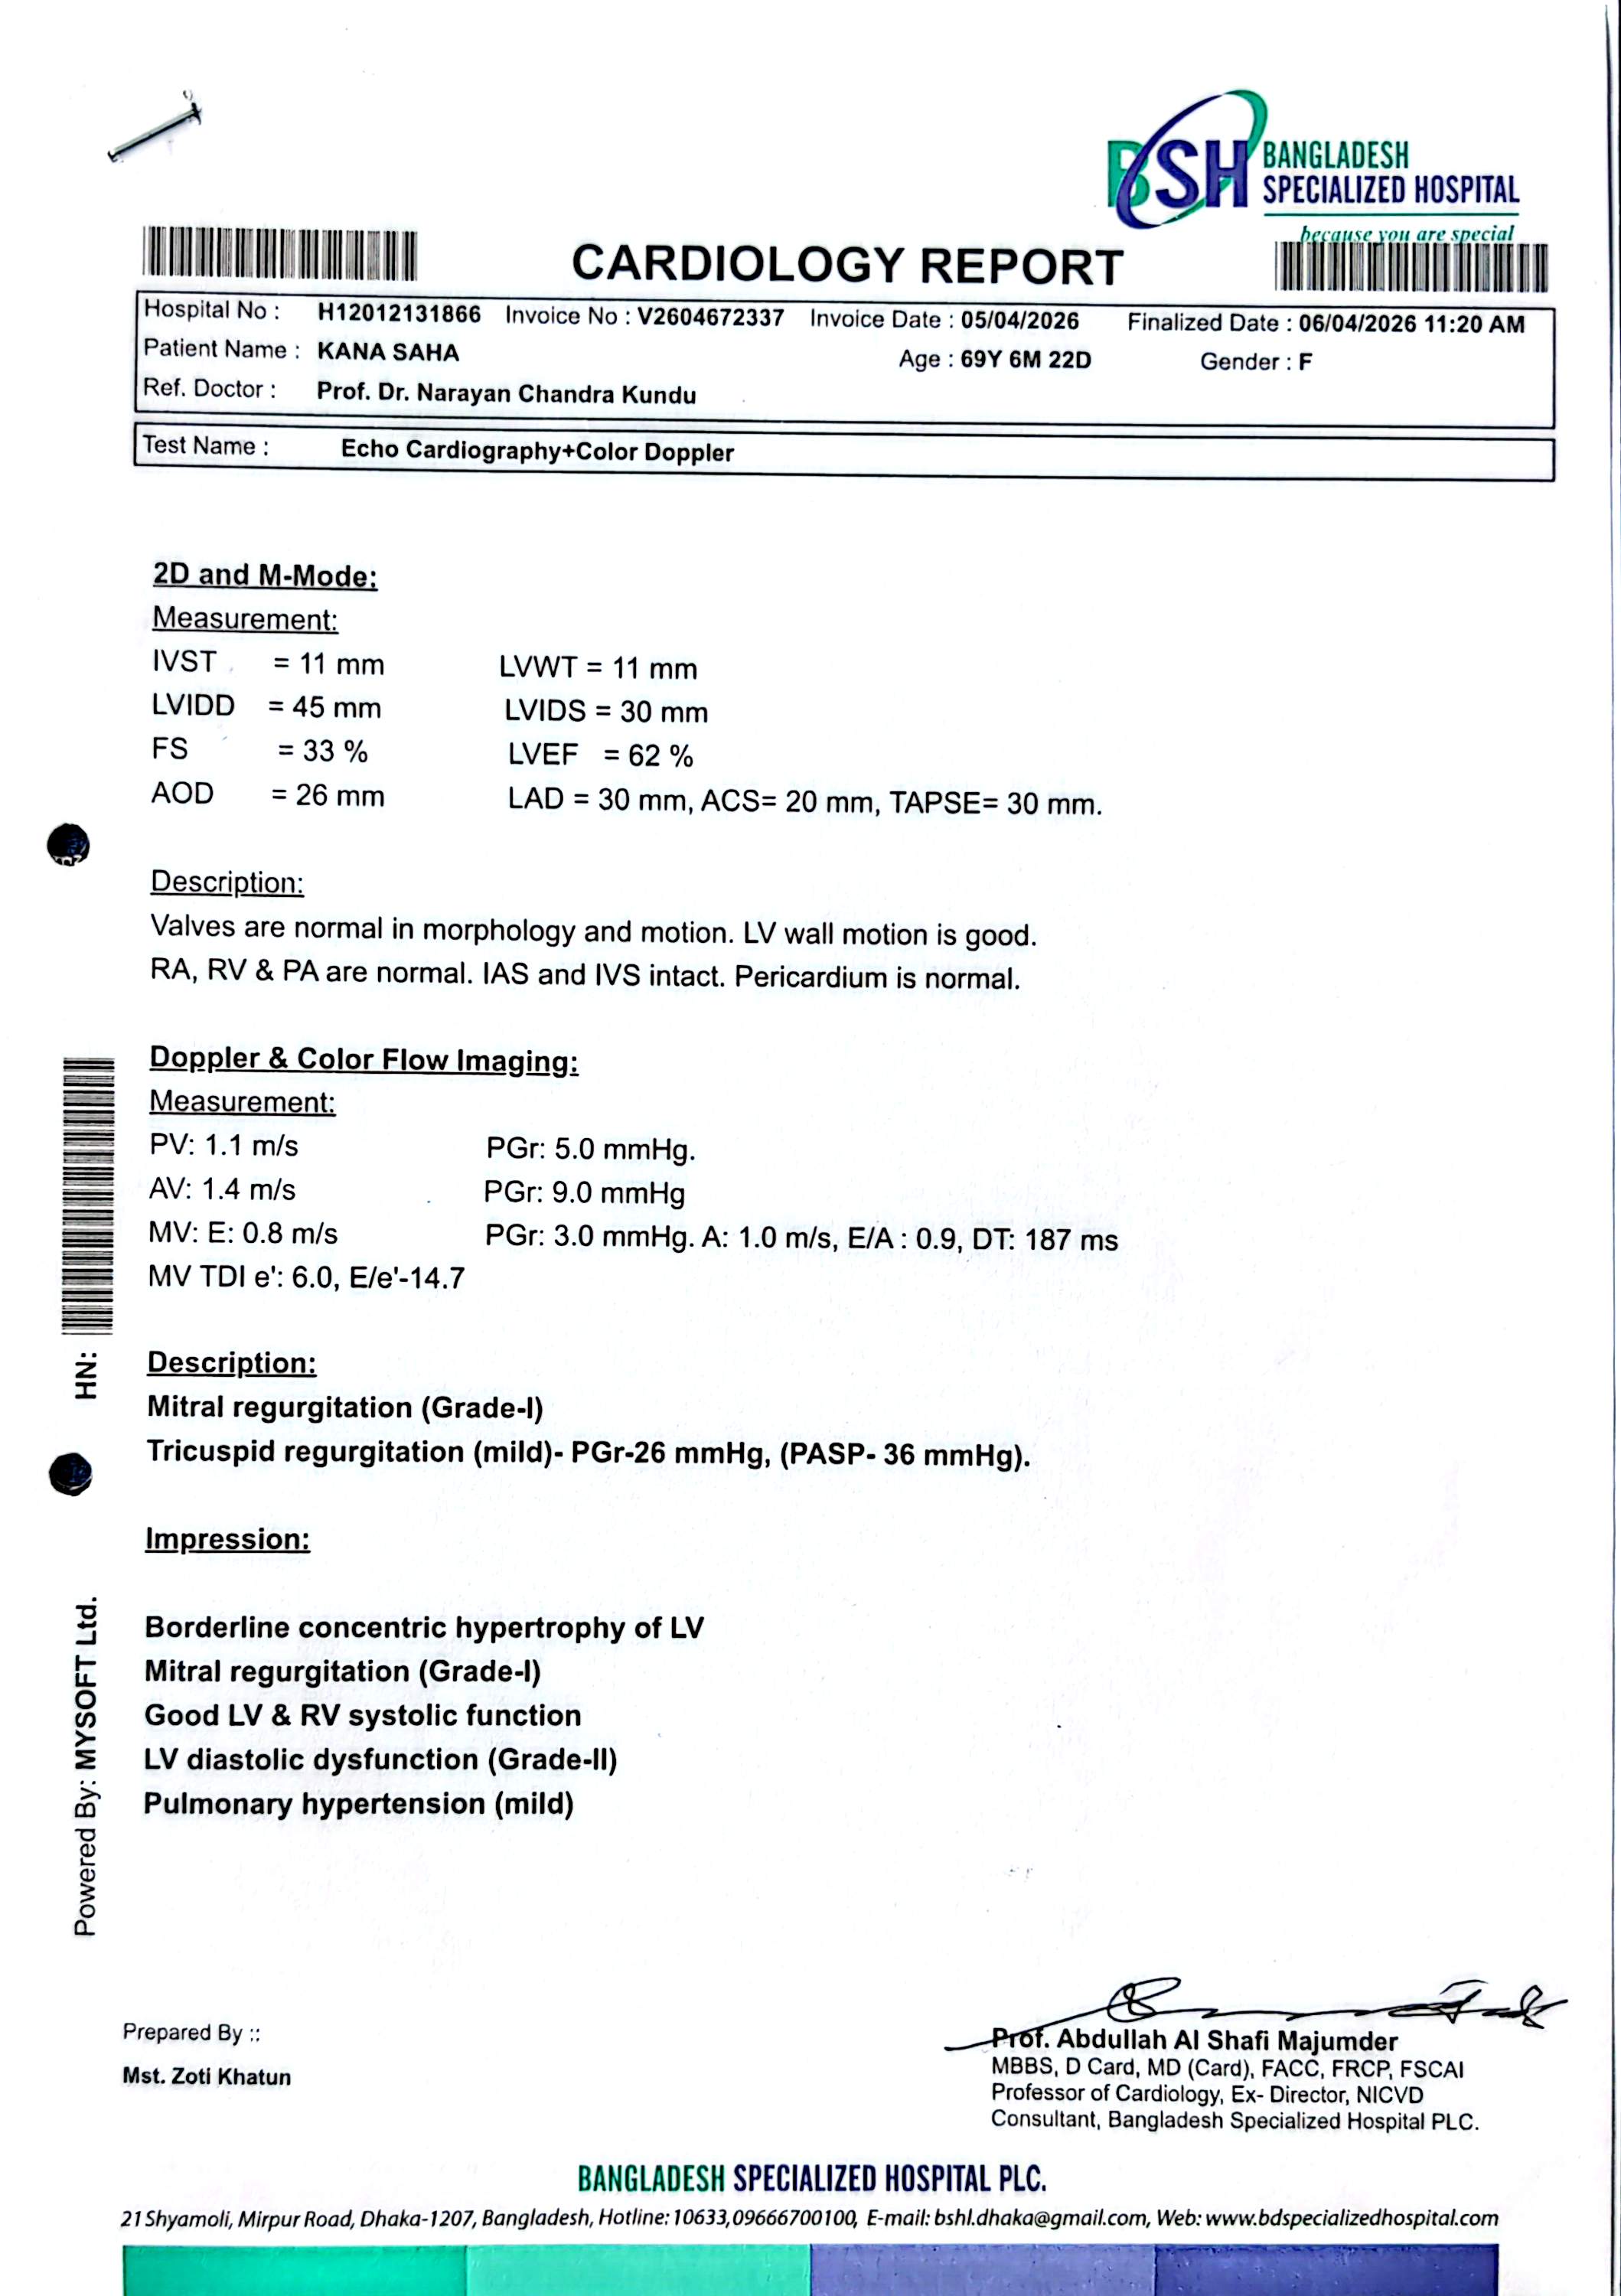 BSH BANGLADESH
SPECIALIZED HOSPITAL
because you are special
CARDIOLOGY REPORT
Hospital No : H12012131866 Invoice No : V2604672337 Invoice Date : 05/04/2026 Finalized Date : 06/04/2026 11:20 AM
Patient Name : KANA SAHA Age : 69Y 6M 22D Gender : F
Ref. Doctor : Prof. Dr. Narayan Chandra Kundu
Test Name : Echo Cardiography+Color Doppler
2D and M-Mode:
Measurement:
IVST = 11 mm LVWT = 11 mm
LVIDD = 45 mm LVIDS = 30 mm
FS = 33 % LVEF = 62 %
AOD = 26 mm LAD = 30 mm, ACS= 20 mm, TAPSE= 30 mm.
Description:
Valves are normal in morphology and motion. LV wall motion is good.
RA, RV & PA are normal. IAS and IVS intact. Pericardium is normal.
Doppler & Color Flow Imaging:
Measurement:
PV: 1.1 m/s PGr: 5.0 mmHg.
AV: 1.4 m/s PGr: 9.0 mmHg
MV: E: 0.8 m/s PGr: 3.0 mmHg. A: 1.0 m/s, E/A : 0.9, DT: 187 ms
MV TDI e': 6.0, E/e'-14.7
Description:
Mitral regurgitation (Grade-I)
Tricuspid regurgitation (mild)- PGr-26 mmHg, (PASP- 36 mmHg).
Impression:
Borderline concentric hypertrophy of LV
Mitral regurgitation (Grade-I)
Good LV & RV systolic function
LV diastolic dysfunction (Grade-II)
Pulmonary hypertension (mild)
HN:
Powered By: MYSOFT Ltd.
Prepared By ::
Mst. Zoti Khatun
Prof. Abdullah Al Shafi Majumder
MBBS, D Card, MD (Card), FACC, FRCP, FSCAI
Professor of Cardiology, Ex- Director, NICVD
Consultant, Bangladesh Specialized Hospital PLC.
BANGLADESH SPECIALIZED HOSPITAL PLC.
21 Shyamoli, Mirpur Road, Dhaka-1207, Bangladesh, Hotline: 10633,09666700100, E-mail: bshl.dhaka@gmail.com, Web: www.bdspecializedhospital.com